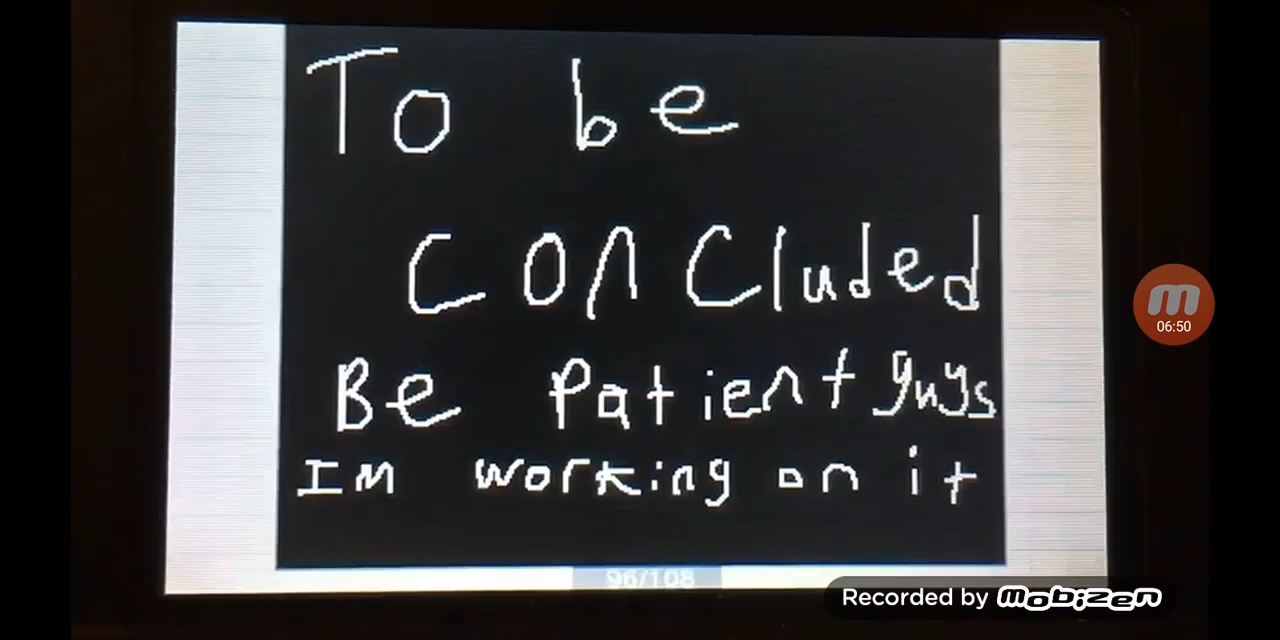 To be
concluded
Be Patient guys
IM working on it
96/108
06:50
Recorded by mobizen